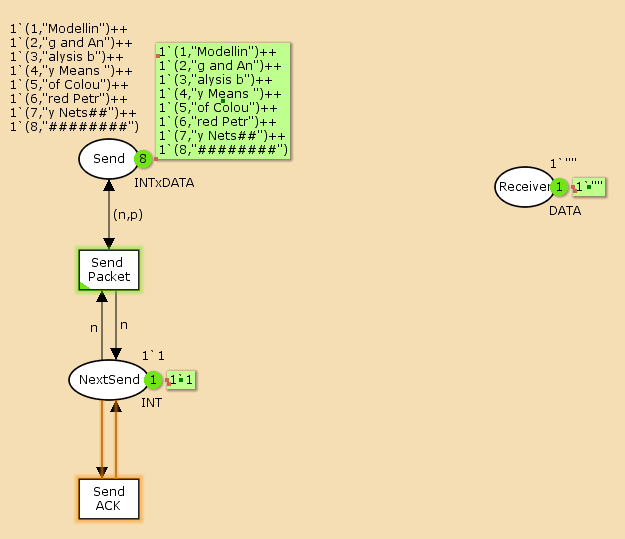 1`(1,"Modellin")++
1`(2,"g and An")++
1`(3,"alysis b")++
1`(4,"y Means ")++
1`(5,"of Colou")++
1`(6,"red Petr")++
1`(7,"y Nets##")++
1`(8,"########")
1`(1,"Modellin")++
1`(2,"g and An")++
1`(3,"alysis b")++
1`(4,"y Means ")++
1`(5,"of Colou")++
1`(6,"red Petr")++
1`(7,"y Nets##")++
1`(8,"########")
Send
8
INTxDATA
1`""
Receiver
1
1`""
DATA
(n,p)
Send
Packet
n
n
1`1
NextSend
1
1`1
INT
Send
ACK